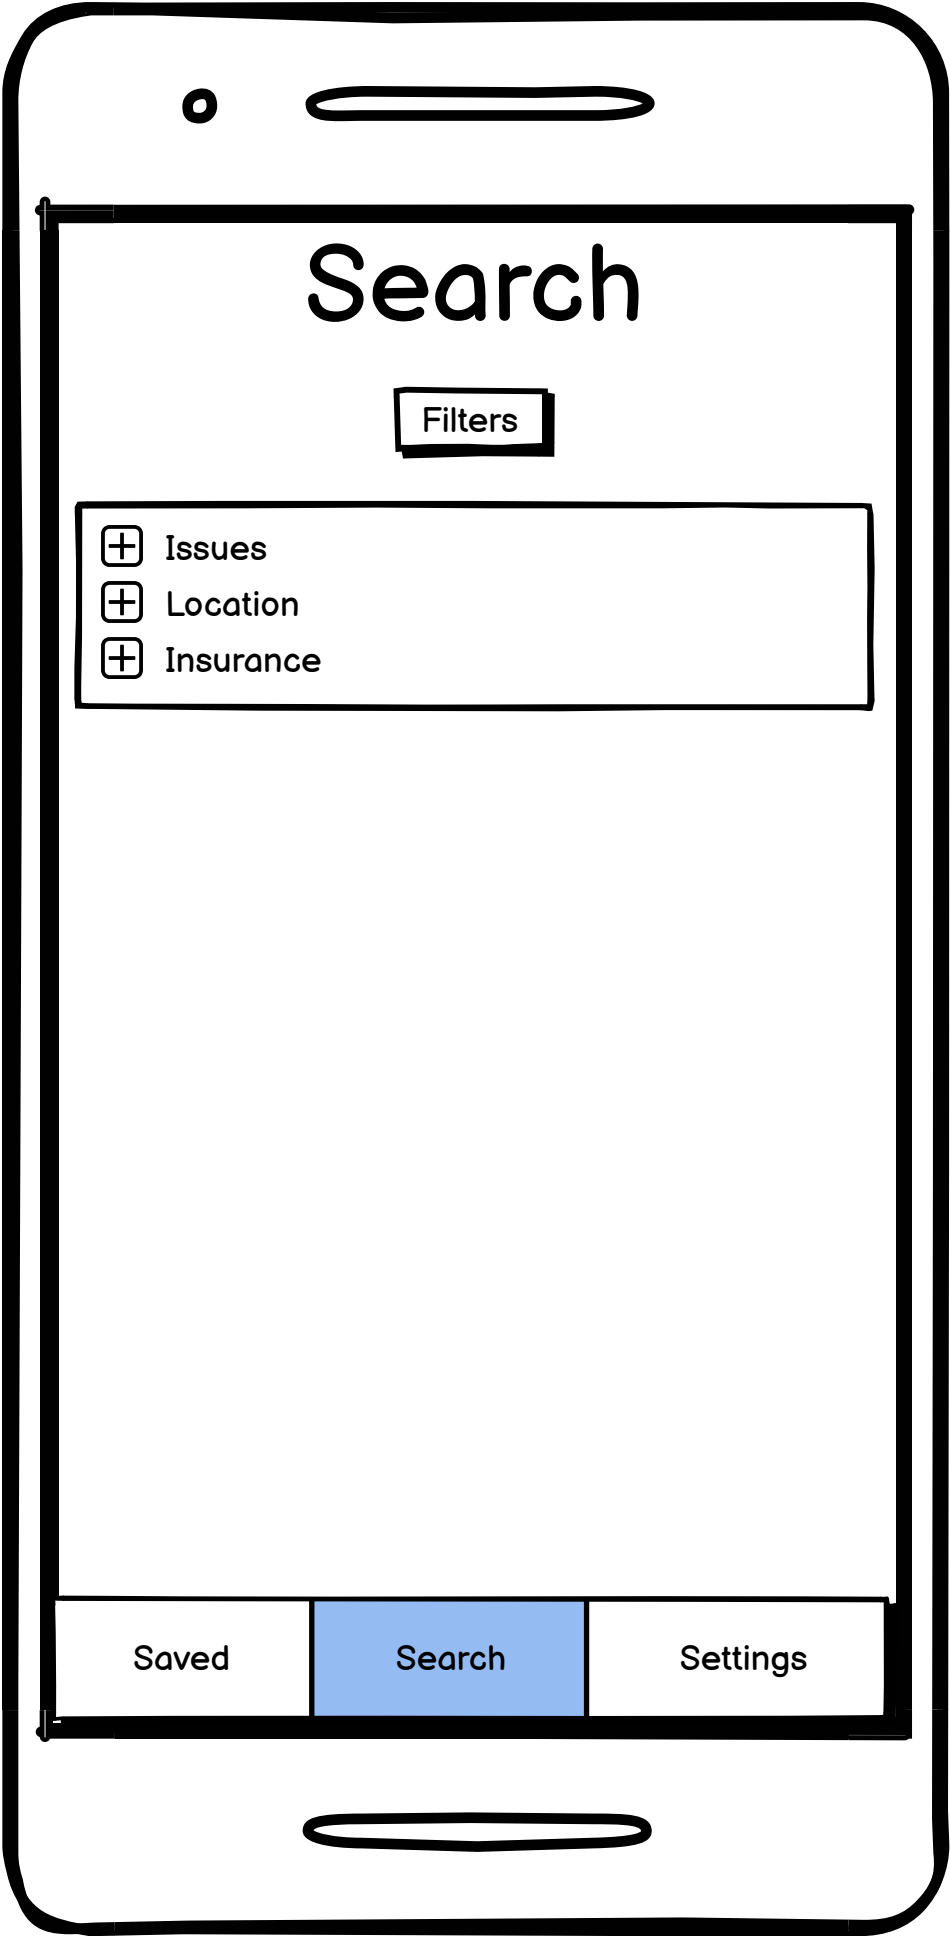 Search
Filters
Issues
Location
Insurance
Saved Search Settings